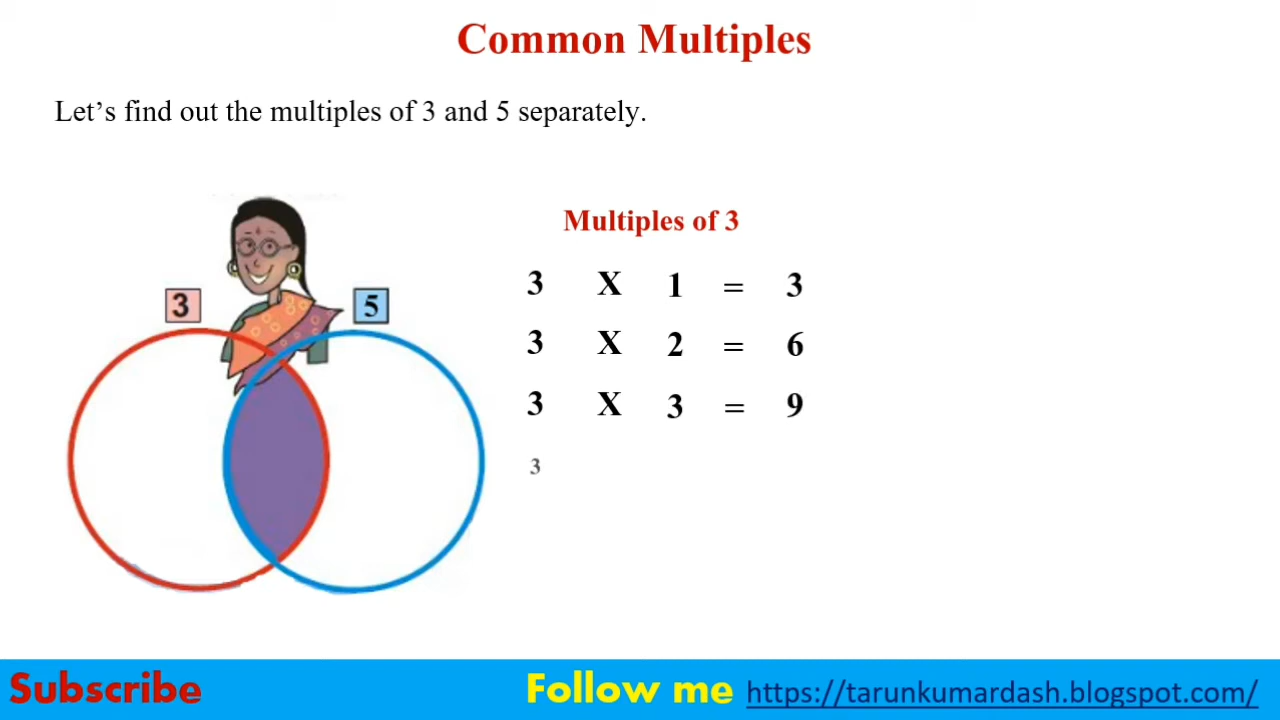 Common Multiples
Let’s find out the multiples of 3 and 5 separately.
3 5
Multiples of 3
3 X 1 = 3
3 X 2 = 6
3 X 3 = 9
3
Subscribe Follow me https://tarunkumardash.blogspot.com/